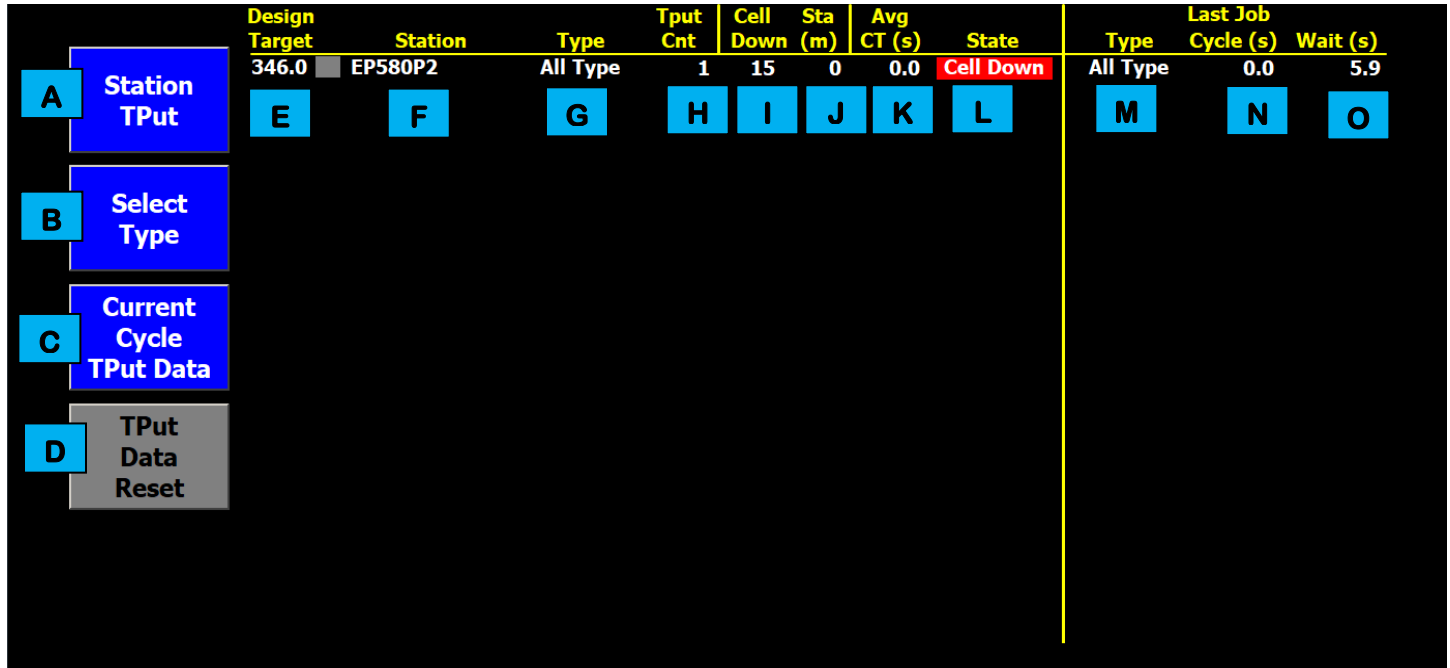 Design Tput Cell Sta Avg Last Job
Target Station Type Cnt Down (m) CT (s) State Type Cycle (s) Wait (s)
346.0 EP580P2 All Type 1 15 0 0.0 Cell Down All Type 0.0 5.9
A
Station
TPut
E F G H I J K L M N O
B
Select
Type
C
Current
Cycle
TPut Data
D
TPut
Data
Reset